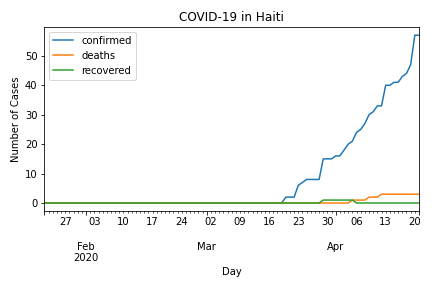 COVID-19 in Haiti
confirmed
deaths
recovered
Number of Cases
50
40
30
20
10
0
27 03 10 17 24 02 09 16 23 30 06 13 20
Feb Mar Apr
2020
Day